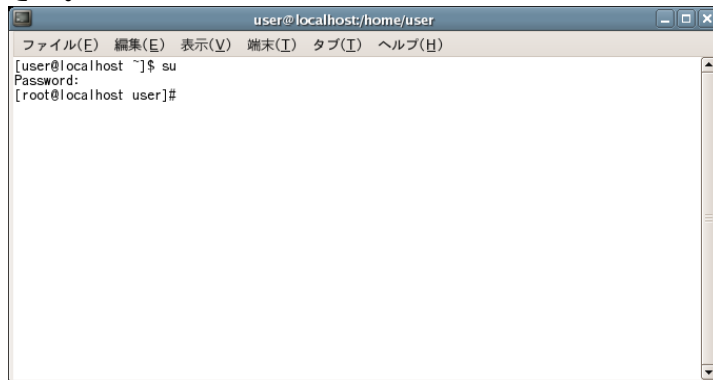 user@localhost:/home/user
ファイル(F) 編集(E) 表示(V) 端末(T) タブ(T) ヘルプ(H)
[user@localhost ~]$ su
Password:
[root@localhost user]#